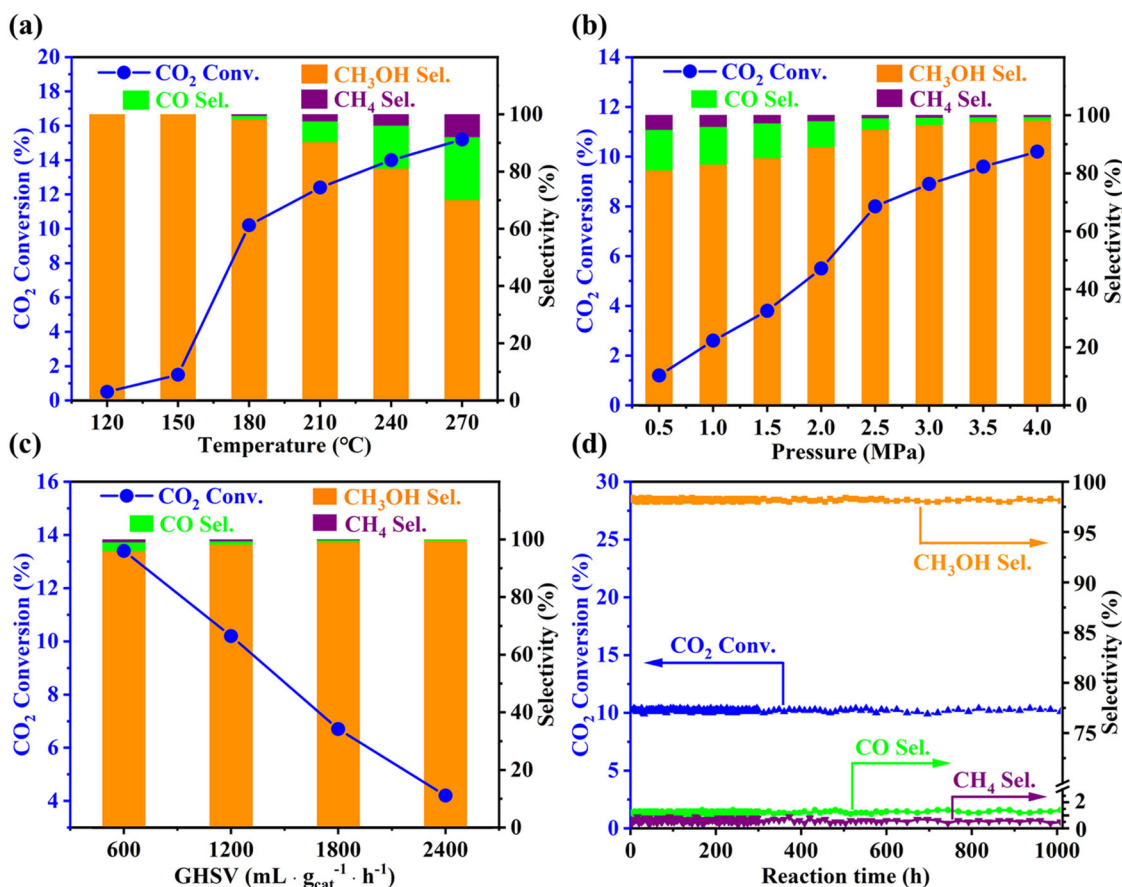 (a)
CO₂ Conv.
CH₃OH Sel.
CO Sel.
CH₄ Sel.
CO₂ Conversion (%)
20
18
16
14
12
10
8
6
4
2
0
Selectivity (%)
100
80
60
40
20
0
120 150 180 210 240 270
Temperature (℃)
(b)
CO₂ Conv.
CH₃OH Sel.
CO Sel.
CH₄ Sel.
CO₂ Conversion (%)
14
12
10
8
6
4
2
0
Selectivity (%)
100
80
60
40
20
0
0.5 1.0 1.5 2.0 2.5 3.0 3.5 4.0
Pressure (MPa)
(c)
CO₂ Conv.
CH₃OH Sel.
CO Sel.
CH₄ Sel.
CO₂ Conversion (%)
16
14
12
10
8
6
4
Selectivity (%)
100
80
60
40
20
0
600 1200 1800 2400
GHSV (mL · g_cat⁻¹ · h⁻¹)
(d)
CO₂ Conversion (%)
30
25
20
15
10
5
0
CH₃OH Sel.
CO₂ Conv.
CO Sel.
CH₄ Sel.
Selectivity (%)
100
95
90
85
80
75
2
1
0
0 200 400 600 800 1000
Reaction time (h)